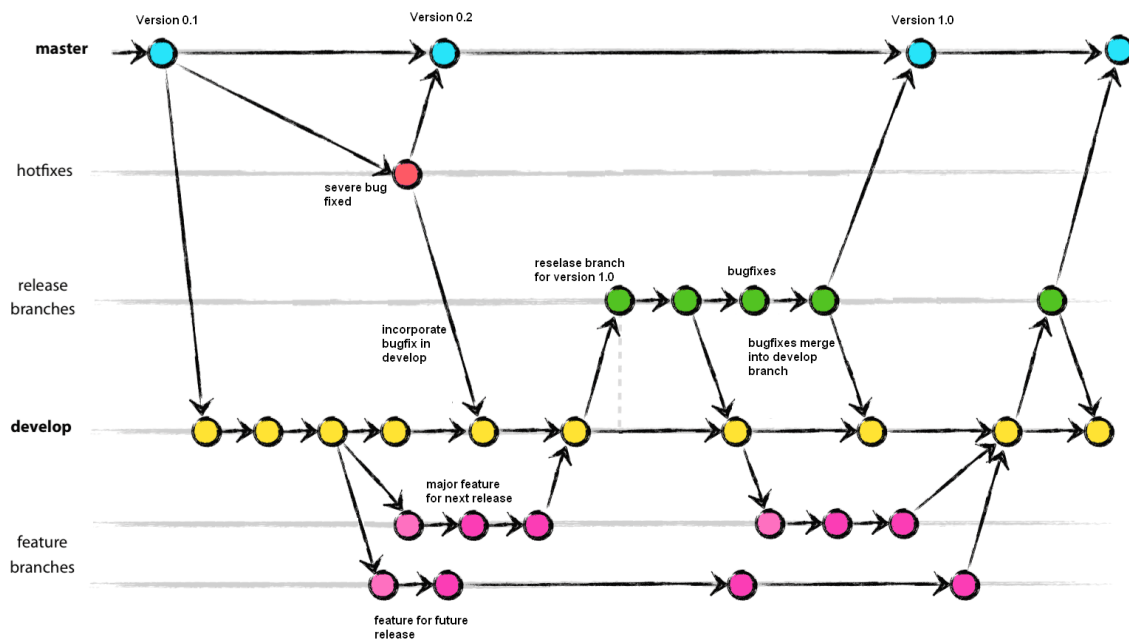 Version 0.1
Version 0.2
Version 1.0
master
hotfixes
severe bug
fixed
reselase branch
for version 1.0
bugfixes
release
branches
incorporate
bugfix in
develop
bugfixes merge
into develop
branch
develop
major feature
for next release
feature
branches
feature for future
release